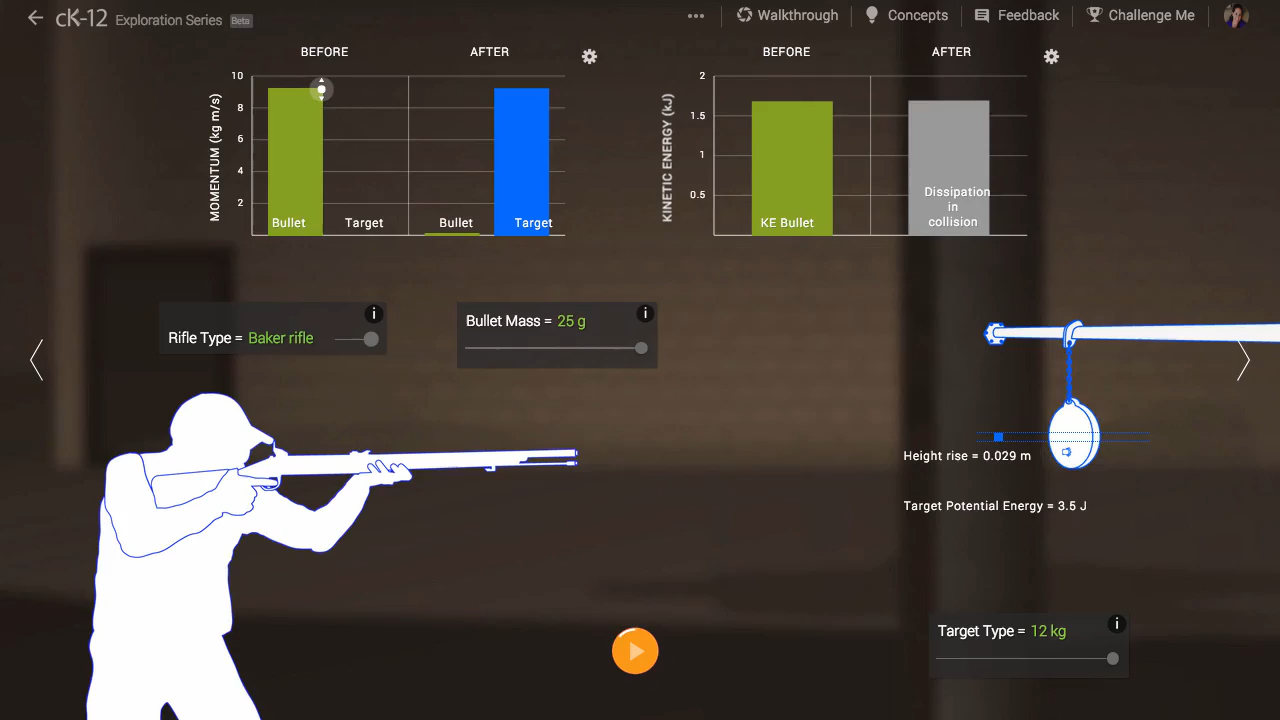 cK-12 Exploration Series Beta
Walkthrough Concepts Feedback Challenge Me
BEFORE AFTER
MOMENTUM (kg m/s)
10
8
6
4
2
Bullet Target Bullet Target
BEFORE AFTER
KINETIC ENERGY (kJ)
2
1.5
1
0.5
KE Bullet
Dissipation
in
collision
Rifle Type = Baker rifle
i
Bullet Mass = 25 g
i
Height rise = 0.029 m
Target Potential Energy = 3.5 J
Target Type = 12 kg
i